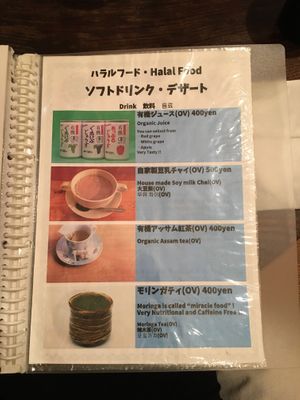 ハラルフード・Halal Food
ソフトドリンク・デザート
Drink 飲料 음료
有機ジュース(OV) 400yen
Organic Juice
You can select from
Red grape
White grape
Apple
Very Tasty !!
自家製豆乳チャイ(OV) 500yen
House made Soy milk Chai(OV)
有機アッサム紅茶(OV) 400yen
Organic Assam tea(OV)
モリンガティ(OV) 400yen
Moringa is called "miracle food" !
Very Nutritional and Caffeine Free
Moringa Tea(OV)